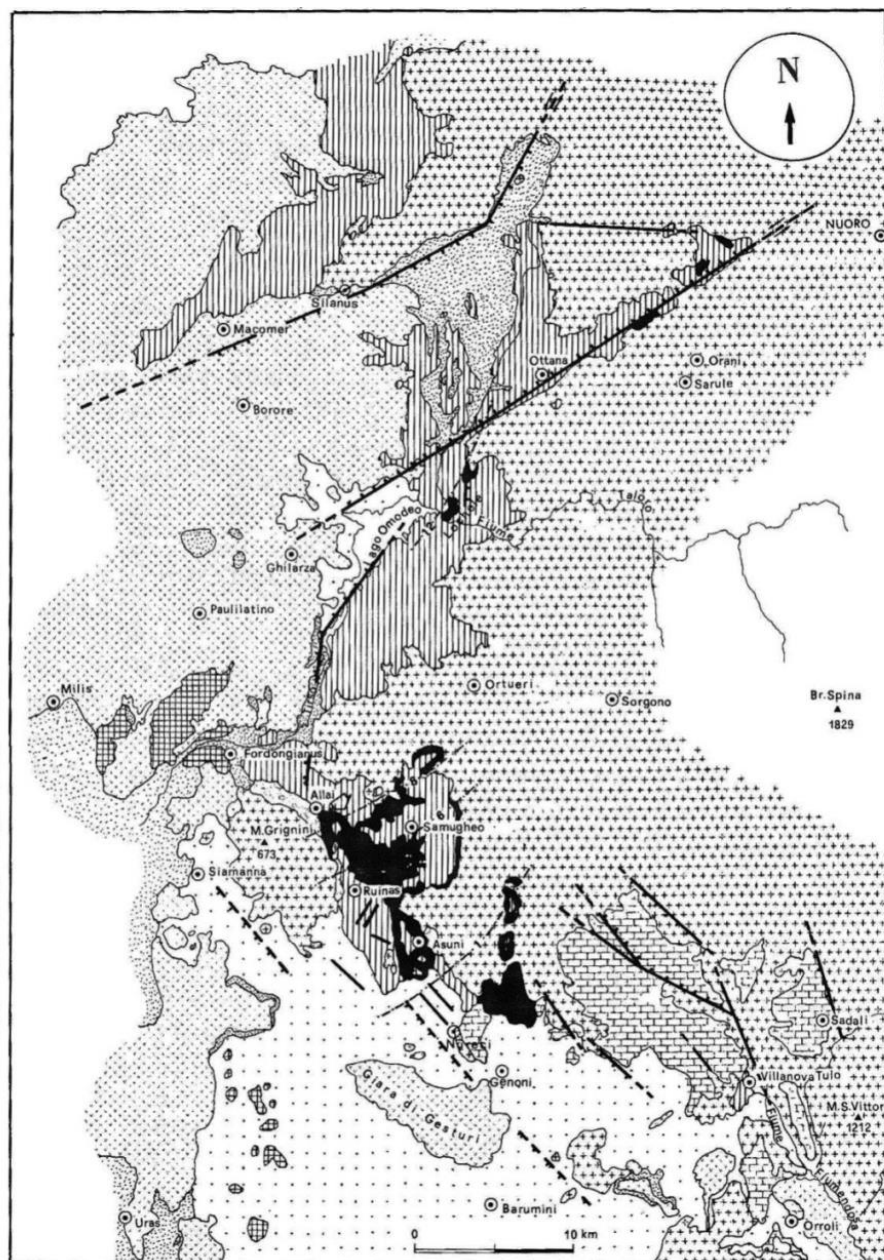 N
NUORO
Silanus
Macomer
Ottana
Orani
Sarule
Borore
Taloro
Lago Omodeo
Fiume
Ghilarza
Paulilatino
Milis
Ortueri
Sorgono
Br. Spina
1829
Fordongianus
Allai
M. Grignini
673
Samugheo
Siamanna
Ruinas
Asuni
Sadali
Nureci
Genoni
Villanova Tulo
Giara di Gesturi
M.S.Vittor
1212
Fiume
Flumendosa
Uras
Barumini
Orroli
0 10 km